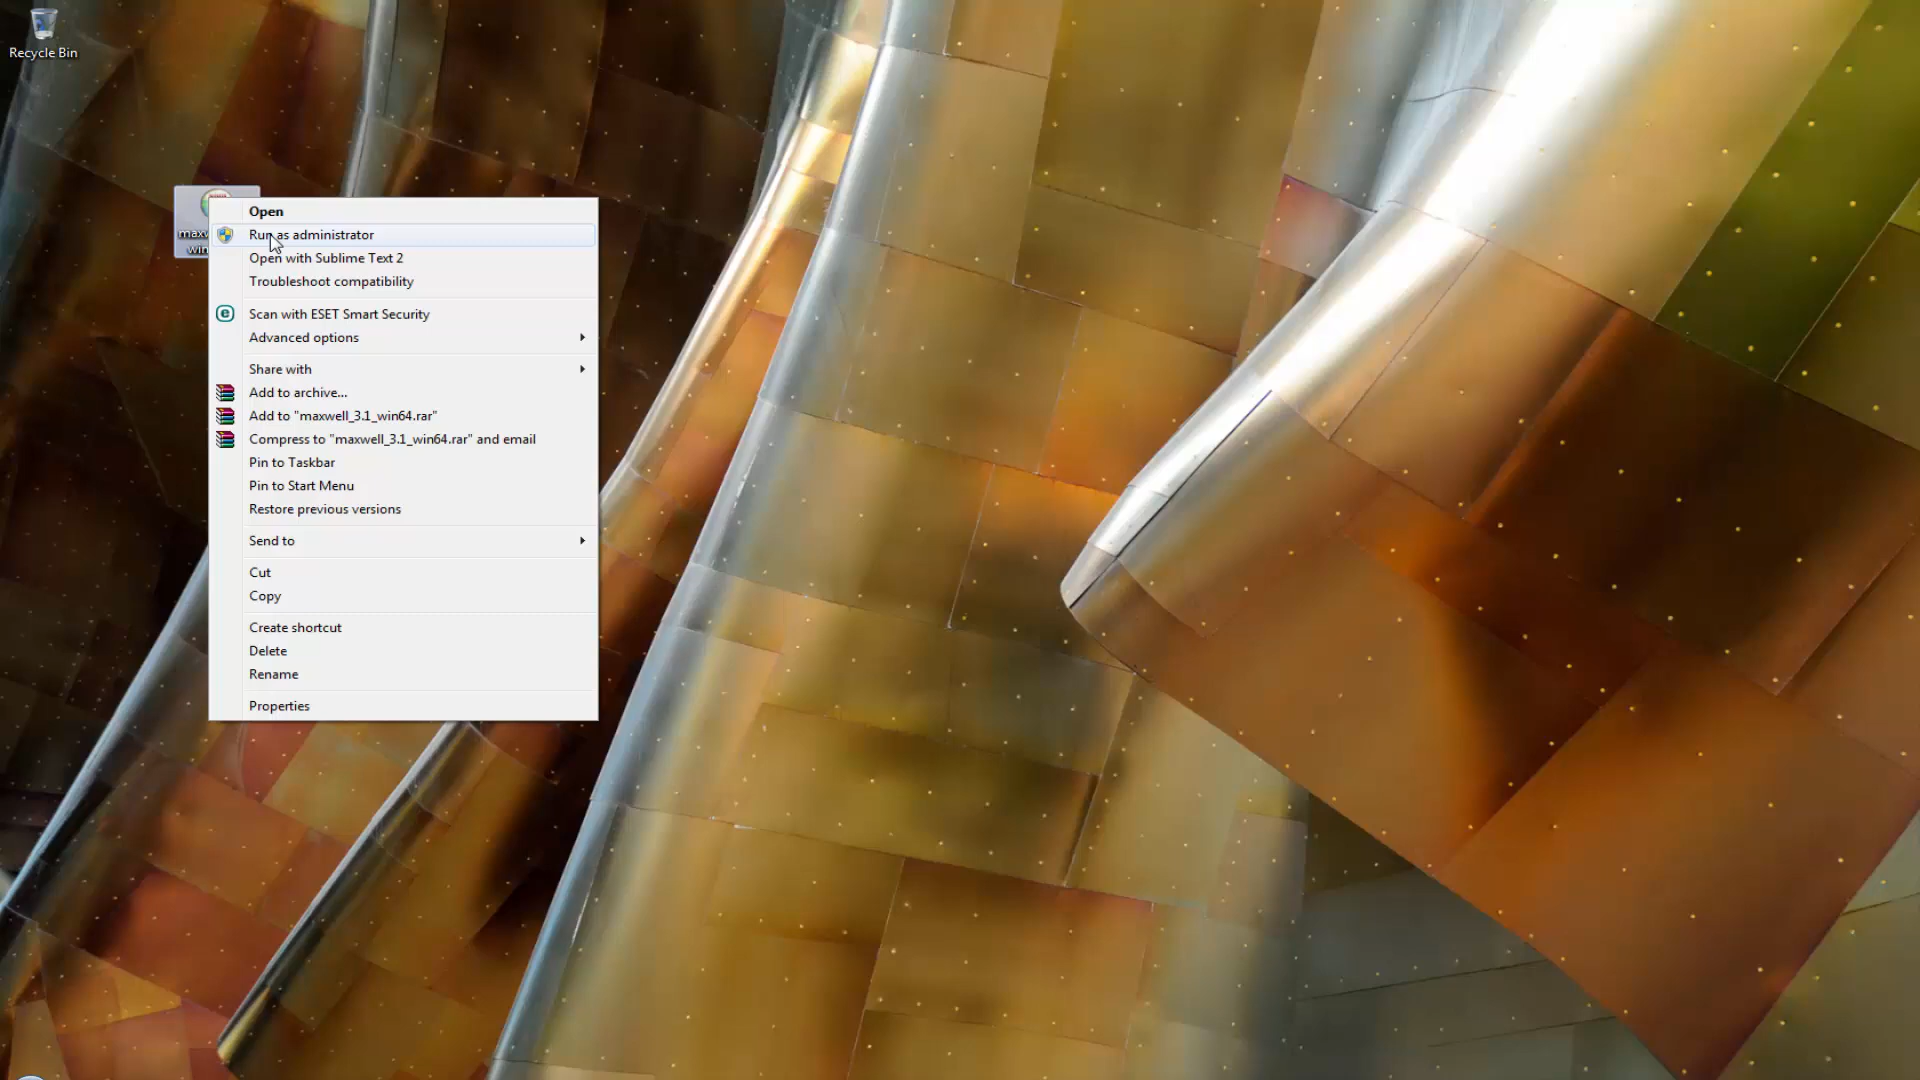 Recycle Bin
Open
Run as administrator
Open with Sublime Text 2
Troubleshoot compatibility
Scan with ESET Smart Security
Advanced options
Share with
Add to archive...
Add to "maxwell_3.1_win64.rar"
Compress to "maxwell_3.1_win64.rar" and email
Pin to Taskbar
Pin to Start Menu
Restore previous versions
Send to
Cut
Copy
Create shortcut
Delete
Rename
Properties